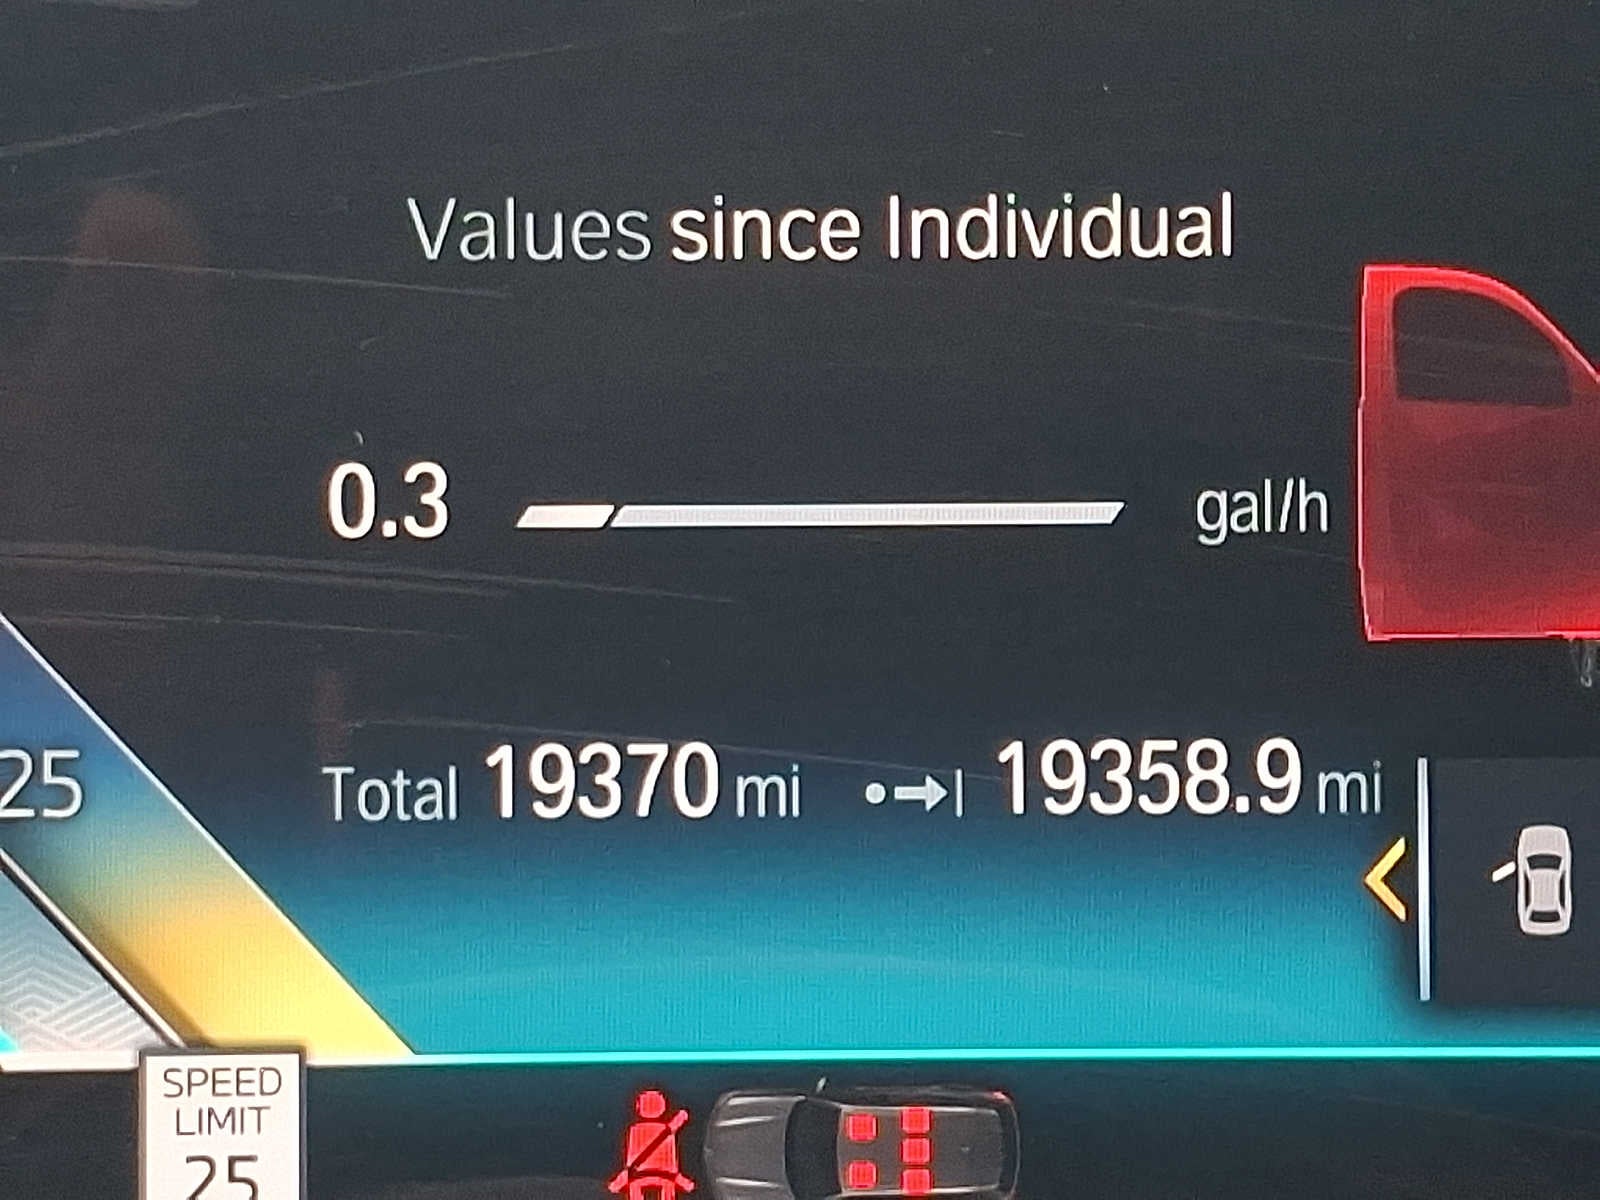 Values since Individual
0.3 gal/h
25
Total 19370 mi 19358.9 mi
SPEED
LIMIT
25